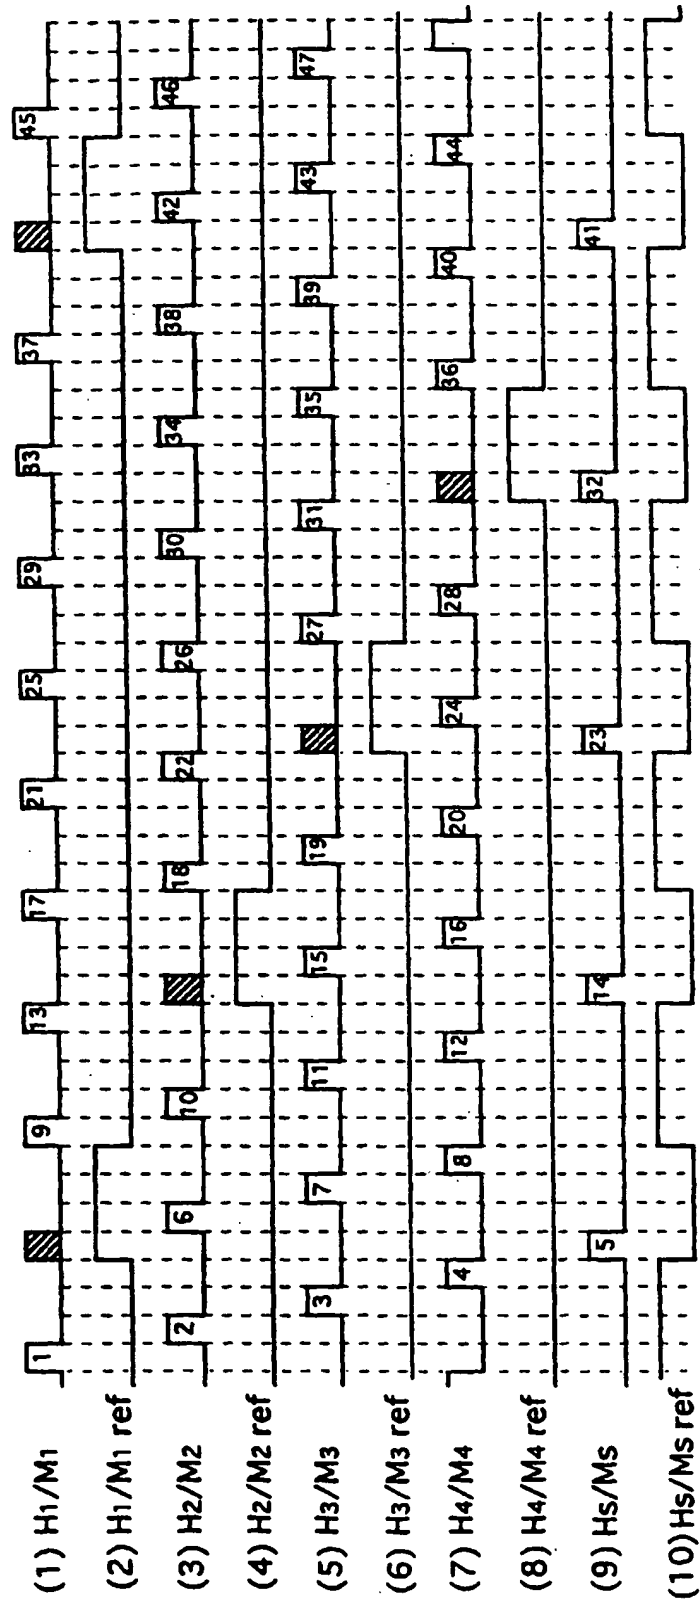 (1) H1/M1 1 9 13 17 21 25 29 33 37 45
(2) H1/M1 ref
(3) H2/M2 2 6 10 18 22 26 30 34 38 42 46
(4) H2/M2 ref
(5) H3/M3 3 7 11 15 19 27 31 35 39 43 47
(6) H3/M3 ref
(7) H4/M4 4 8 12 16 20 24 28 36 40 44
(8) H4/M4 ref
(9) Hs/Ms 5 14 23 32 41
(10) Hs/Ms ref